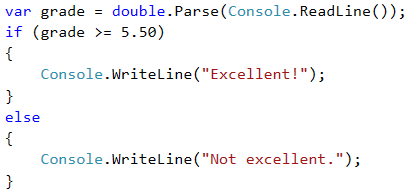 var grade = double.Parse(Console.ReadLine());
if (grade >= 5.50)
{
    Console.WriteLine("Excellent!");
}
else
{
    Console.WriteLine("Not excellent.");
}